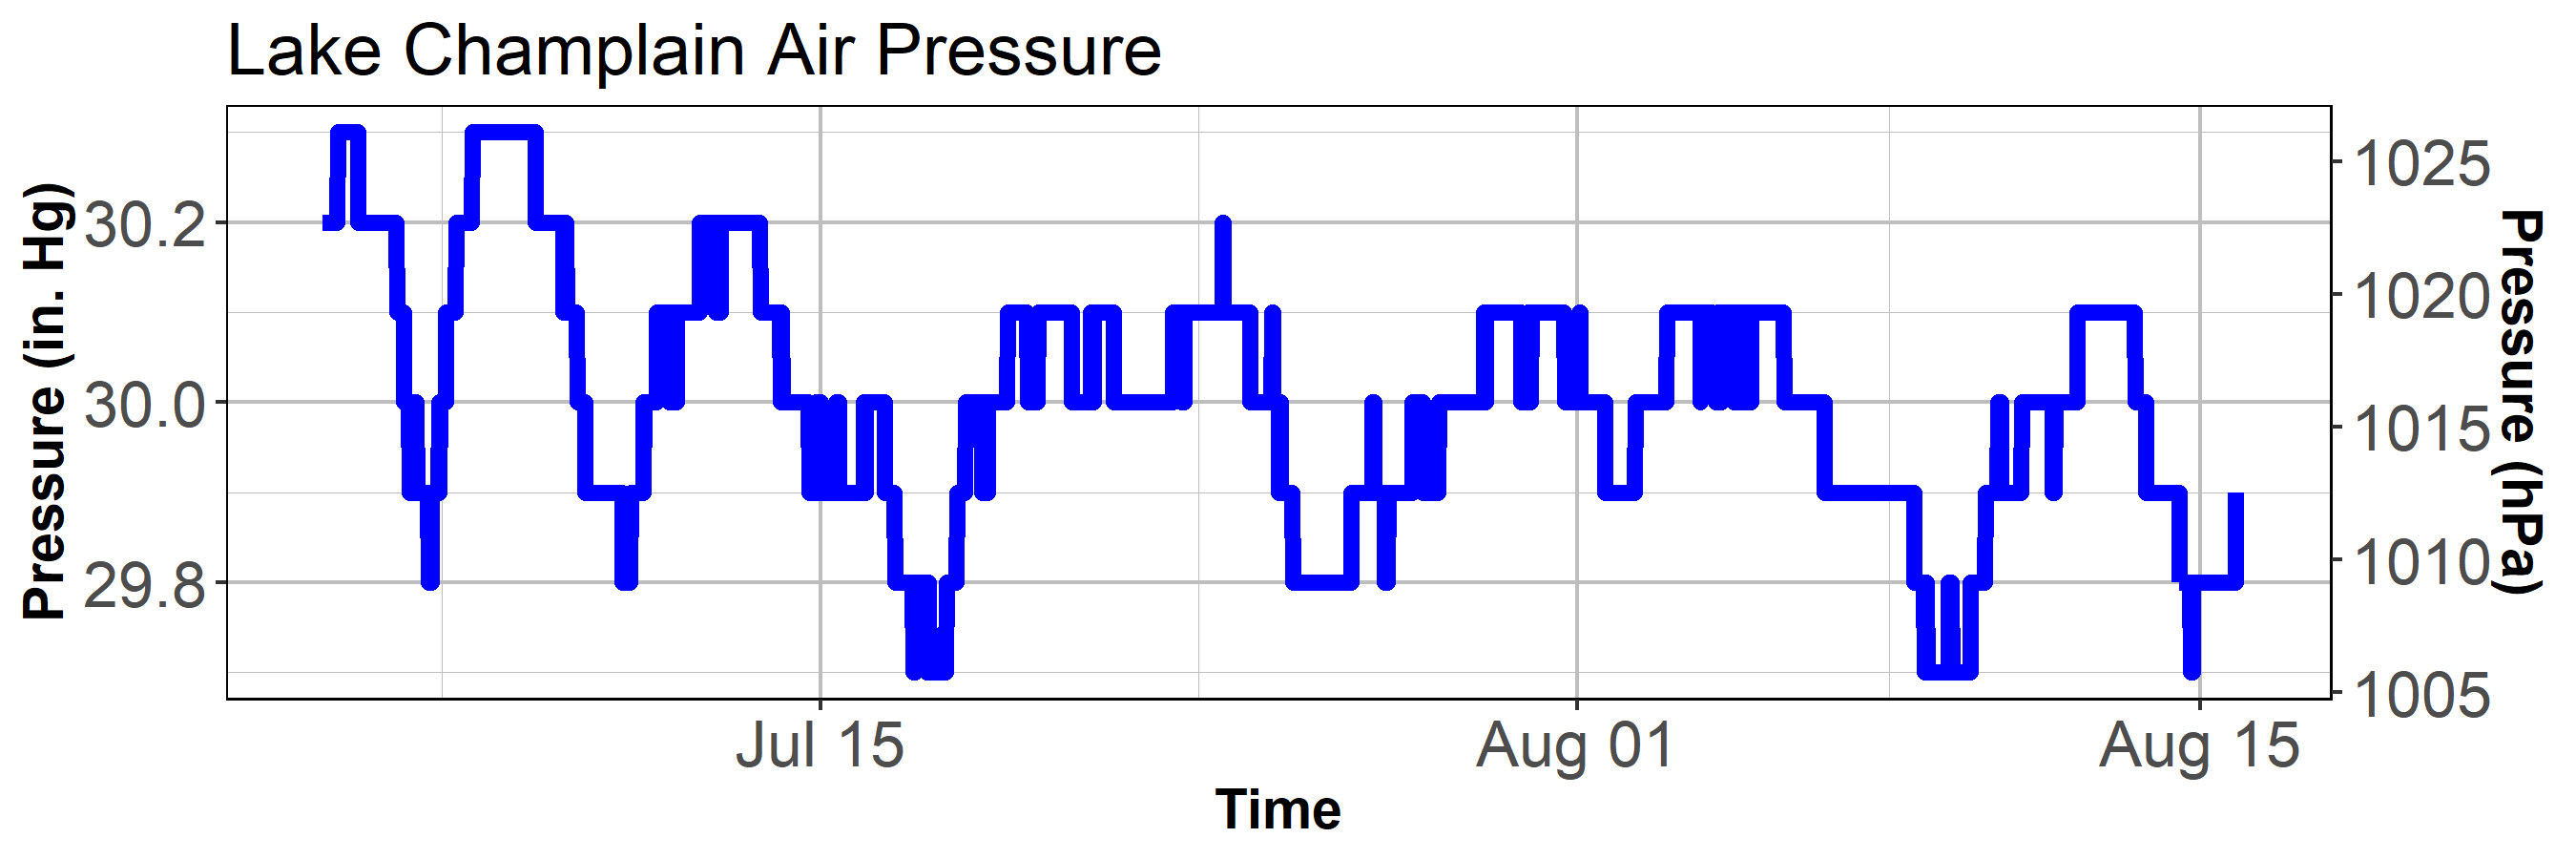 Lake Champlain Air Pressure
Pressure (in. Hg)
30.2
30.0
29.8
1025
1020
1015
1010
1005
Pressure (hPa)
Jul 15
Aug 01
Aug 15
Time